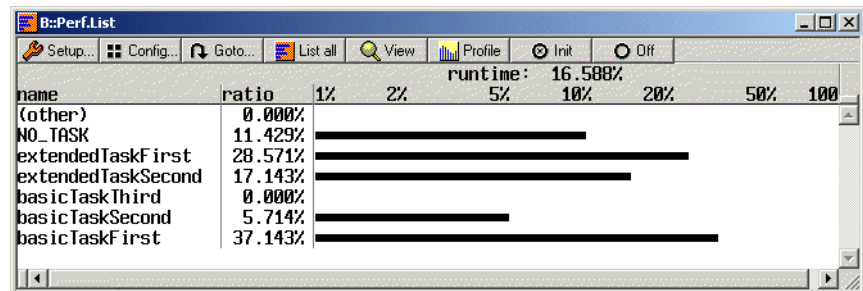 B::Perf.List
Setup... Config... Goto... List all View Profile Init Off
runtime: 16.588%
name ratio 1% 2% 5% 10% 20% 50% 100
(other) 0.000%
NO_TASK 11.429%
extendedTaskFirst 28.571%
extendedTaskSecond 17.143%
basicTaskThird 0.000%
basicTaskSecond 5.714%
basicTaskFirst 37.143%